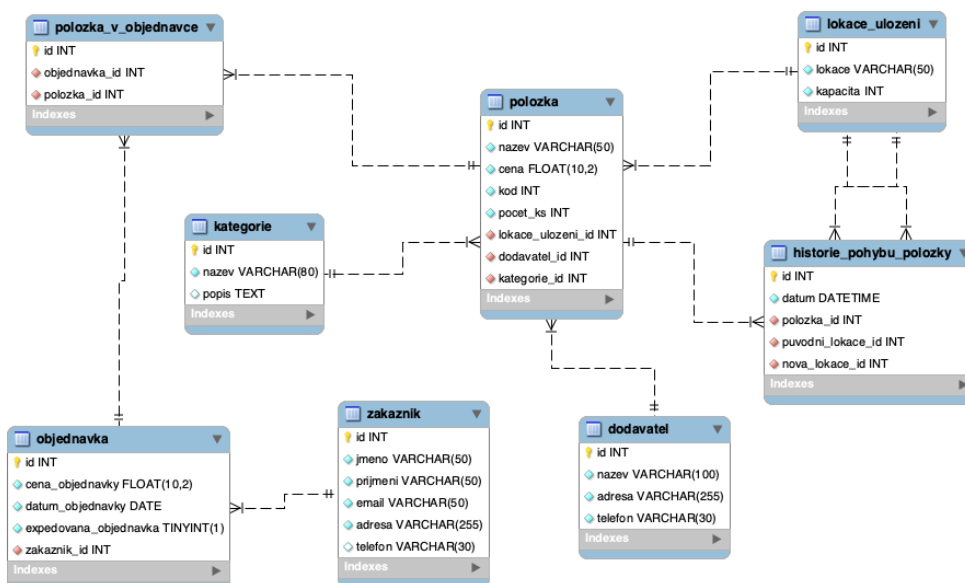 polozka_v_objednavce
id INT
objednavka_id INT
polozka_id INT
Indexes
lokace_ulozeni
id INT
lokace VARCHAR(50)
kapacita INT
Indexes
polozka
id INT
nazev VARCHAR(50)
cena FLOAT(10,2)
kod INT
pocet_ks INT
lokace_ulozeni_id INT
dodavatel_id INT
kategorie_id INT
Indexes
kategorie
id INT
nazev VARCHAR(80)
popis TEXT
Indexes
historie_pohybu_polozky
id INT
datum DATETIME
polozka_id INT
puvodni_lokace_id INT
nova_lokace_id INT
Indexes
objednavka
id INT
cena_objednavky FLOAT(10,2)
datum_objednavky DATE
expedovana_objednavka TINYINT(1)
zakaznik_id INT
Indexes
zakaznik
id INT
jmeno VARCHAR(50)
prijmeni VARCHAR(50)
email VARCHAR(50)
adresa VARCHAR(255)
telefon VARCHAR(30)
Indexes
dodavatel
id INT
nazev VARCHAR(100)
adresa VARCHAR(255)
telefon VARCHAR(30)
Indexes